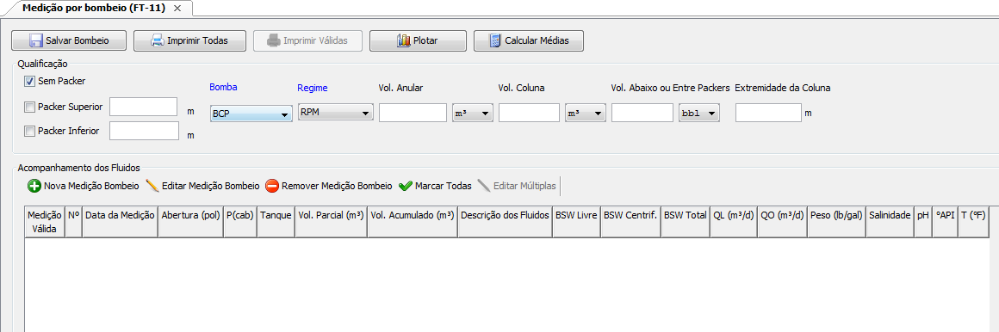 Medição por bombeio (FT-11) ×
Salvar Bombeio Imprimir Todas Imprimir Válidas Plotar Calcular Médias
Qualificação
Sem Packer
Bomba Regime Vol. Anular Vol. Coluna Vol. Abaixo ou Entre Packers Extremidade da Coluna
Packer Superior m BCP RPM m³ m³ bbl m
Packer Inferior m
Acompanhamento dos Fluidos
Nova Medição Bombeio Editar Medição Bombeio Remover Medição Bombeio Marcar Todas Editar Múltiplas
Medição Nº Data da Medição Abertura (pol) P(cab) Tanque Vol. Parcial (m³) Vol. Acumulado (m³) Descrição dos Fluidos BSW Livre BSW Centrif. BSW Total QL (m³/d) QO (m³/d) Peso (lb/gal) Salinidade pH ºAPI T (ºF)
Válida